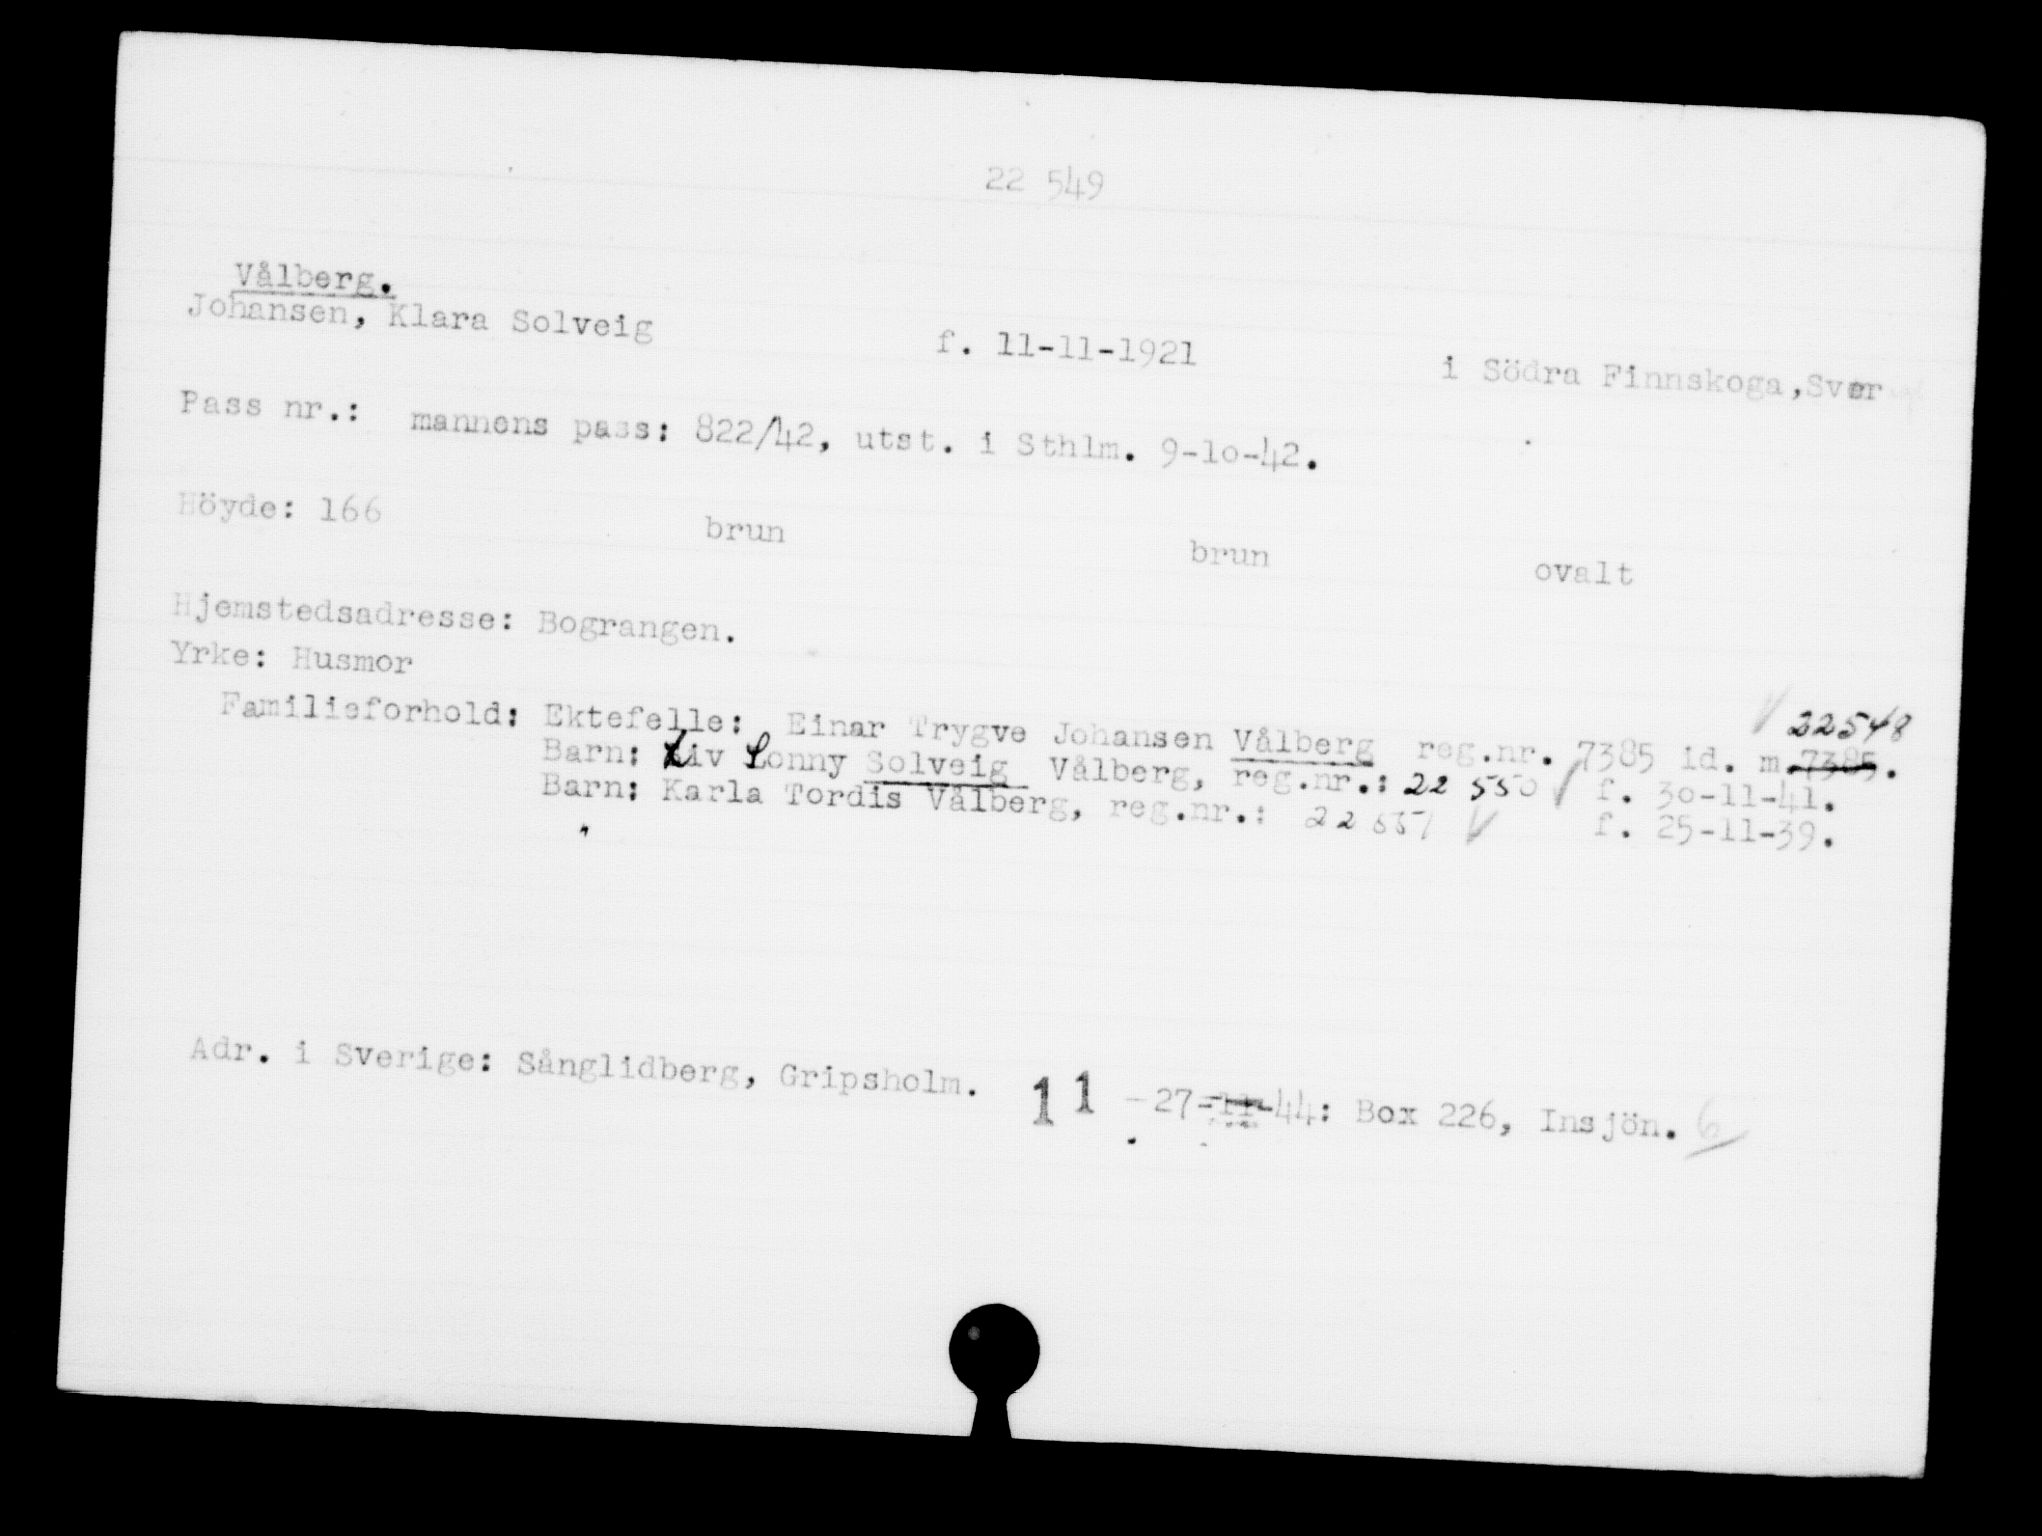 22 549
Vålberg.
Johansen, Klara Solveig f. 11-11-1921 i Södra Finnskoga,Sver
Pass nr.: mannens pass: 822/42, utst. i Sthlm. 9-10-42.
Höyde: 166 brun brun ovalt
Hjemstedsadresse: Bograngen.
Yrke: Husmor
22548
Familieforhold: Ektefelle: Einar Trygve Johansen Vålberg reg.nr. 7385 id. m 7385.
Barn: Liv Lonny Solveig Vålberg, reg.nr.: 22 550 f. 30-11-41.
Barn: Karla Tordis Vålberg, reg.nr.: f. 25-11-39.
"
Adr. i Sverige: Sånglidberg, Gripsholm. 11 -27-11-44: Box 226, Insjön. 6